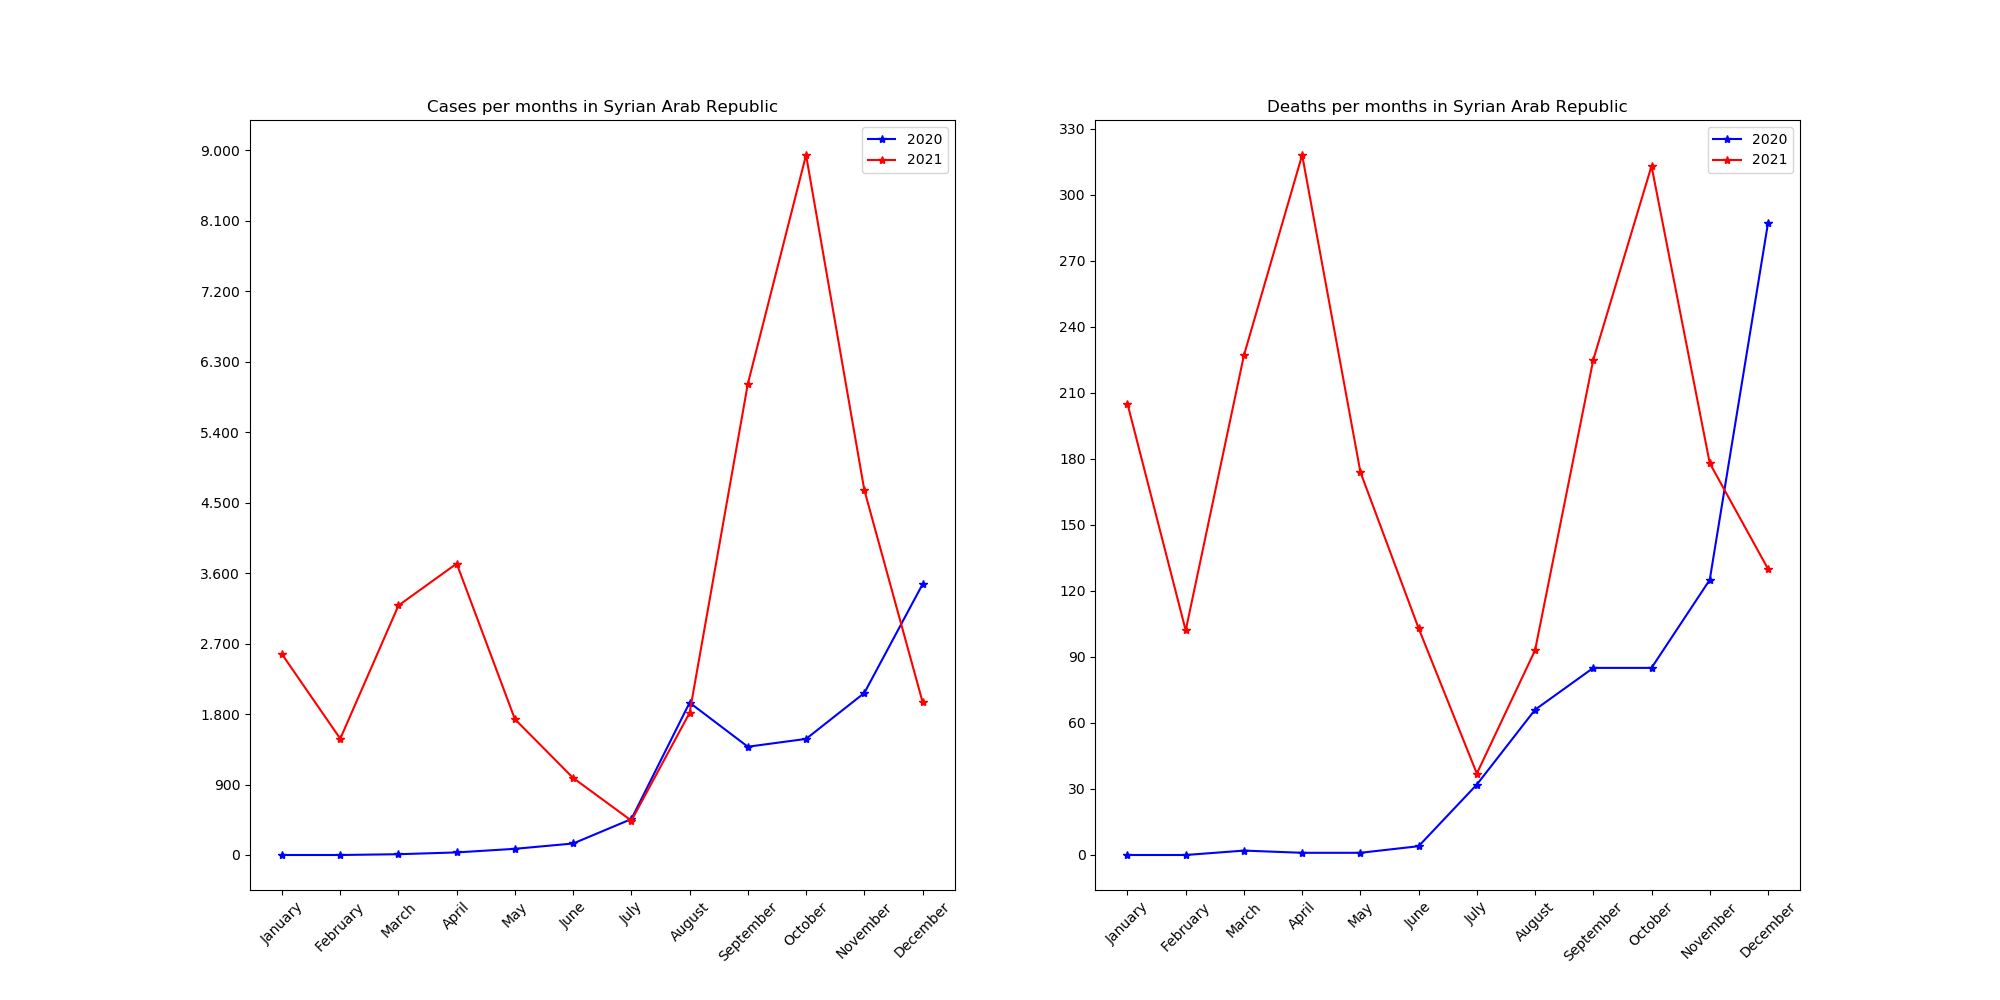 Cases per months in Syrian Arab Republic
2020
2021
9.000
8.100
7.200
6.300
5.400
4.500
3.600
2.700
1.800
900
0
January
February
March
April
May
June
July
August
September
October
November
December
Deaths per months in Syrian Arab Republic
2020
2021
330
300
270
240
210
180
150
120
90
60
30
0
January
February
March
April
May
June
July
August
September
October
November
December